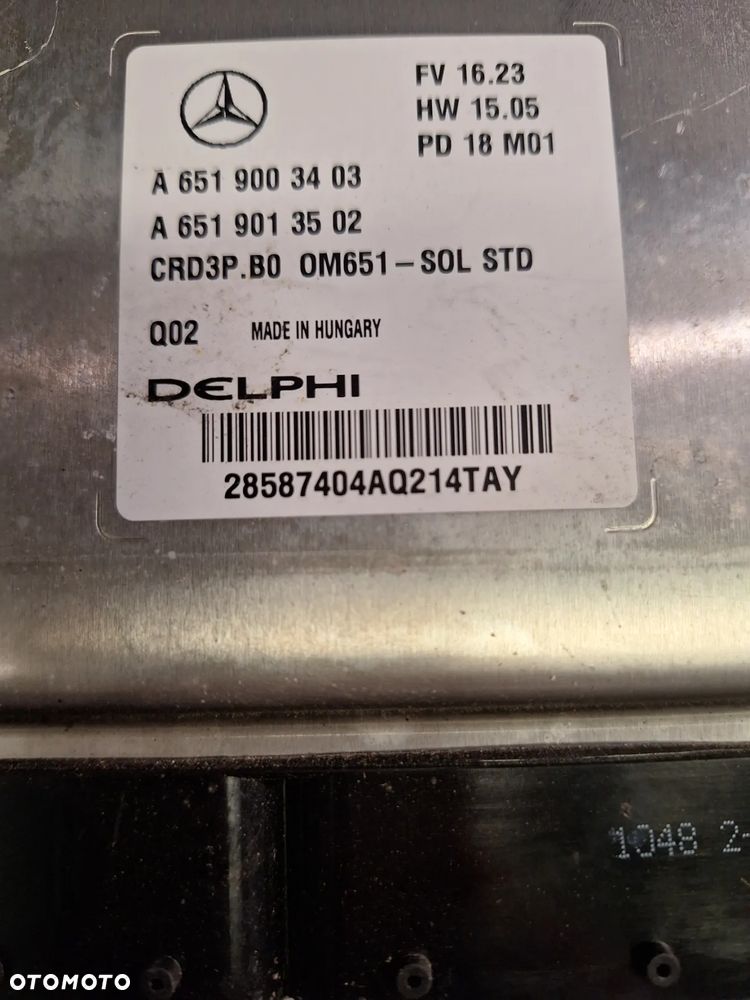 FV 16.23
HW 15.05
PD 18 M01
A 651 900 34 03
A 651 901 35 02
CRD3P.B0 OM651-SOL STD
Q02 MADE IN HUNGARY
DELPHI
28587404AQ214TAY
1048 2
OTOMOTO